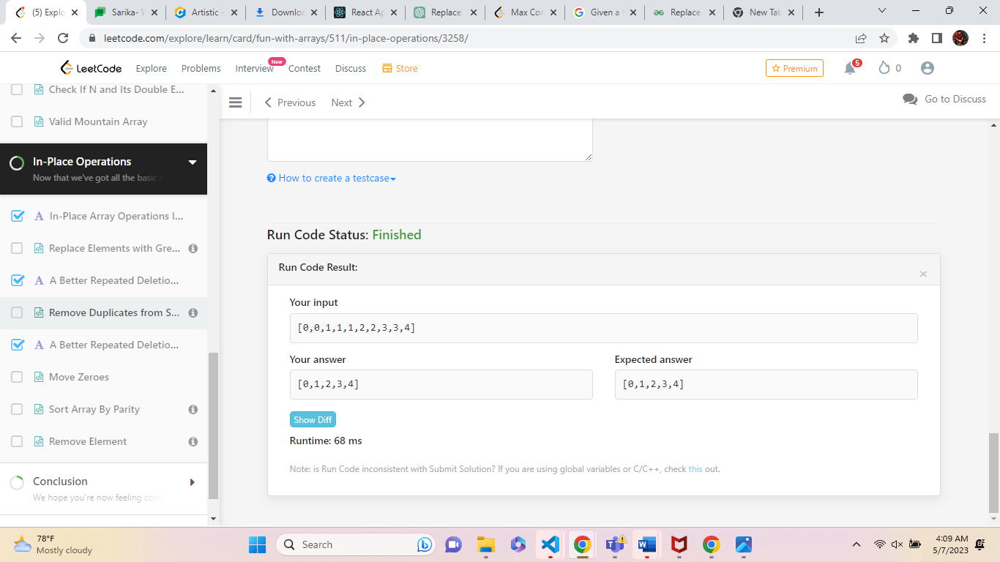 (5) Explo
Sarika- W
Artistic -
Downloa
React Ap
Replace
Max Con
Given a
Replace
New Tab
leetcode.com/explore/learn/card/fun-with-arrays/511/in-place-operations/3258/
LeetCode
Explore
Problems
Interview
New
Contest
Discuss
Store
Premium
5
0
Check If N and Its Double E...
Valid Mountain Array
In-Place Operations
Now that we've got all the basic
In-Place Array Operations I...
Replace Elements with Gre...
A Better Repeated Deletio...
Remove Duplicates from S...
A Better Repeated Deletio...
Move Zeroes
Sort Array By Parity
Remove Element
Conclusion
We hope you're now feeling
Previous
Next
Go to Discuss
How to create a testcase
Run Code Status: Finished
Run Code Result:
×
Your input
[0,0,1,1,1,2,2,3,3,4]
Your answer
Expected answer
[0,1,2,3,4]
[0,1,2,3,4]
Show Diff
Runtime: 68 ms
Note: is Run Code inconsistent with Submit Solution? If you are using global variables or C/C++, check this out.
78°F
Mostly cloudy
Search
4:09 AM
5/7/2023